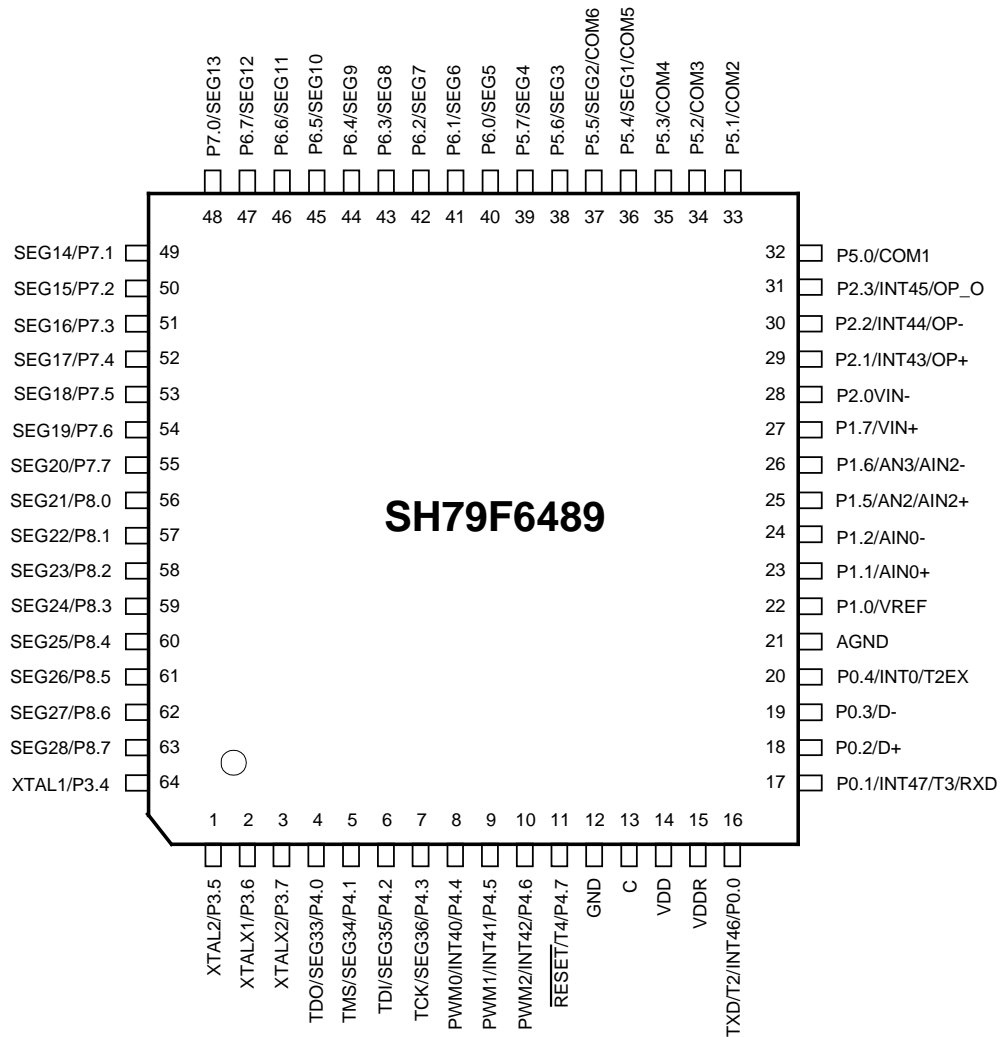 P7.0/SEG13
P6.7/SEG12
P6.6/SEG11
P6.5/SEG10
P6.4/SEG9
P6.3/SEG8
P6.2/SEG7
P6.1/SEG6
P6.0/SEG5
P5.7/SEG4
P5.6/SEG3
P5.5/SEG2/COM6
P5.4/SEG1/COM5
P5.3/COM4
P5.2/COM3
P5.1/COM2
48 47 46 45 44 43 42 41 40 39 38 37 36 35 34 33
SEG14/P7.1 49 32 P5.0/COM1
SEG15/P7.2 50 31 P2.3/INT45/OP_O
SEG16/P7.3 51 30 P2.2/INT44/OP-
SEG17/P7.4 52 29 P2.1/INT43/OP+
SEG18/P7.5 53 28 P2.0VIN-
SEG19/P7.6 54 27 P1.7/VIN+
SEG20/P7.7 55 26 P1.6/AN3/AIN2-
SEG21/P8.0 56 25 P1.5/AN2/AIN2+
SH79F6489
SEG22/P8.1 57 24 P1.2/AIN0-
SEG23/P8.2 58 23 P1.1/AIN0+
SEG24/P8.3 59 22 P1.0/VREF
SEG25/P8.4 60 21 AGND
SEG26/P8.5 61 20 P0.4/INT0/T2EX
SEG27/P8.6 62 19 P0.3/D-
SEG28/P8.7 63 18 P0.2/D+
XTAL1/P3.4 64 17 P0.1/INT47/T3/RXD
1 2 3 4 5 6 7 8 9 10 11 12 13 14 15 16
XTAL2/P3.5
XTALX1/P3.6
XTALX2/P3.7
TDO/SEG33/P4.0
TMS/SEG34/P4.1
TDI/SEG35/P4.2
TCK/SEG36/P4.3
PWM0/INT40/P4.4
PWM1/INT41/P4.5
PWM2/INT42/P4.6
RESET/T4/P4.7
GND
C
VDD
VDDR
TXD/T2/INT46/P0.0